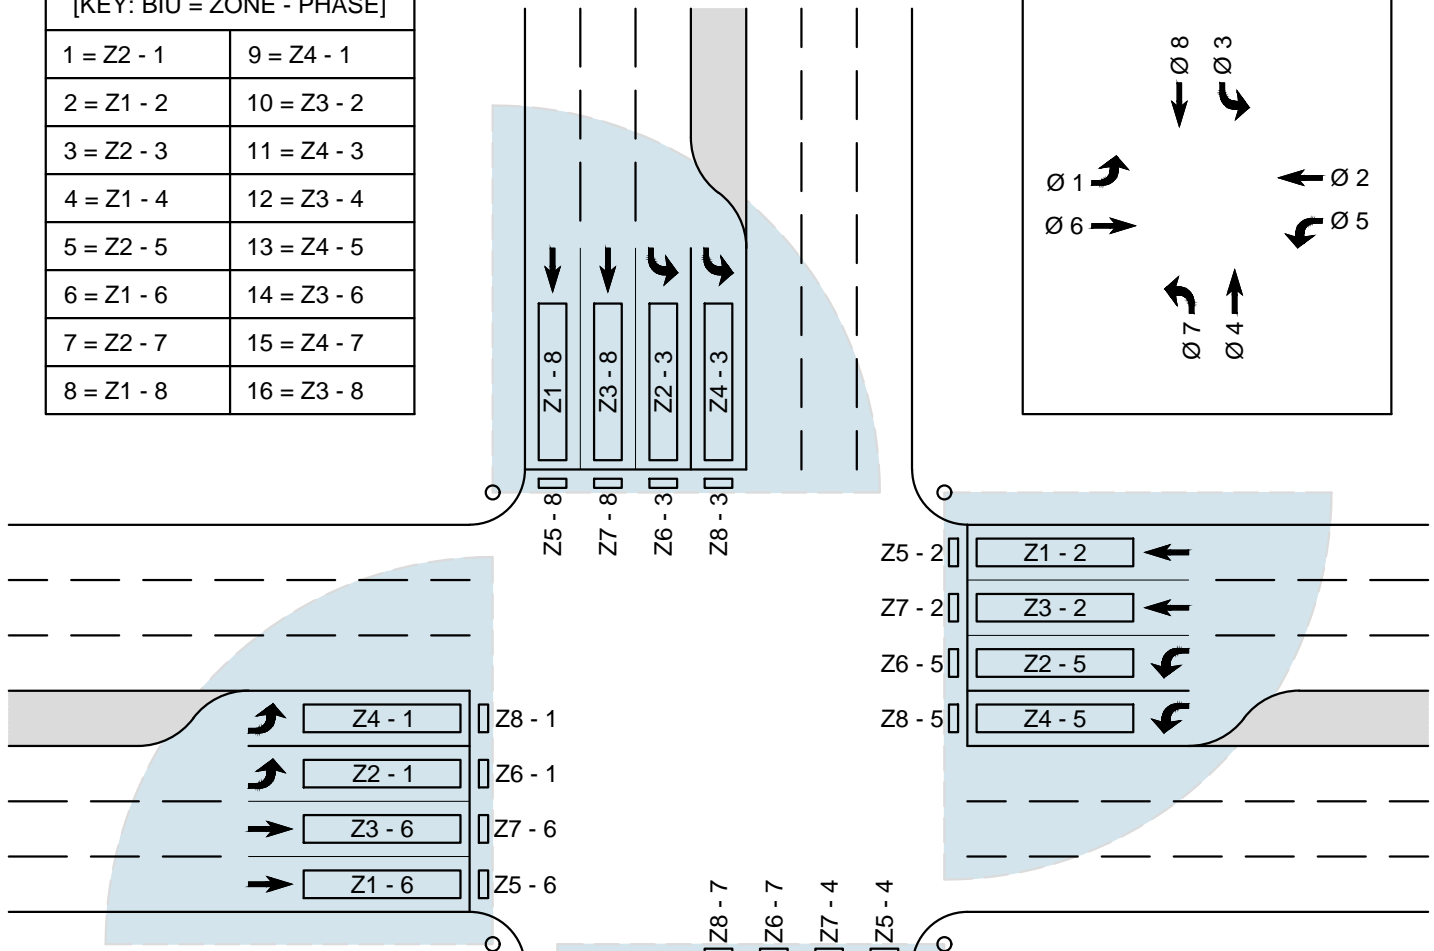 [KEY: BIU = ZONE - PHASE]
1 = Z2 - 1 9 = Z4 - 1
2 = Z1 - 2 10 = Z3 - 2
3 = Z2 - 3 11 = Z4 - 3
4 = Z1 - 4 12 = Z3 - 4
5 = Z2 - 5 13 = Z4 - 5
6 = Z1 - 6 14 = Z3 - 6
7 = Z2 - 7 15 = Z4 - 7
8 = Z1 - 8 16 = Z3 - 8
Ø 8
Ø 3
Ø 1
Ø 2
Ø 6
Ø 5
Ø 7
Ø 4
Z1 - 8
Z3 - 8
Z2 - 3
Z4 - 3
Z5 - 8
Z7 - 8
Z6 - 3
Z8 - 3
Z5 - 2
Z1 - 2
Z7 - 2
Z3 - 2
Z6 - 5
Z2 - 5
Z8 - 5
Z4 - 5
Z4 - 1
Z8 - 1
Z2 - 1
Z6 - 1
Z3 - 6
Z7 - 6
Z1 - 6
Z5 - 6
Z8 - 7
Z6 - 7
Z7 - 4
Z5 - 4